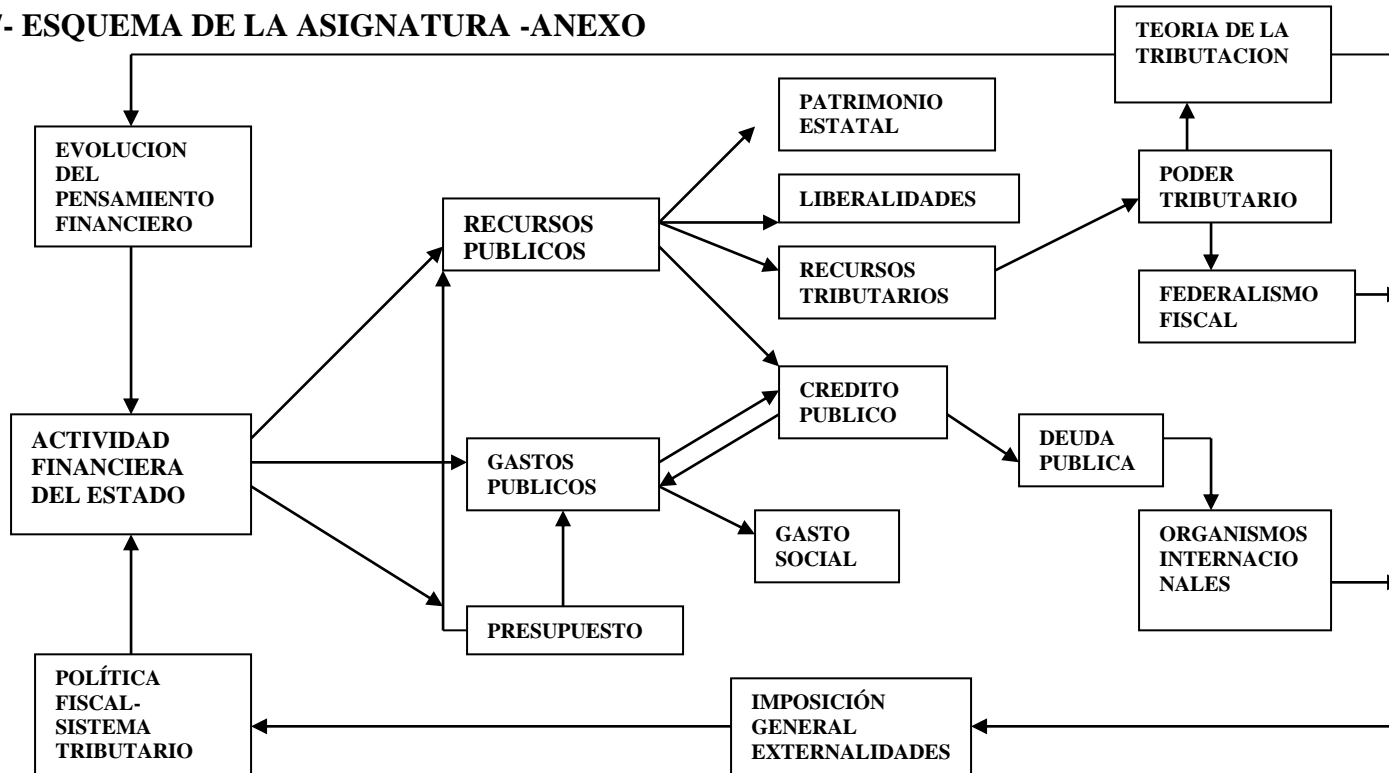 7- ESQUEMA DE LA ASIGNATURA -ANEXO
TEORIA DE LA
TRIBUTACION
PATRIMONIO
ESTATAL
EVOLUCION
DEL
PENSAMIENTO
FINANCIERO
PODER
TRIBUTARIO
LIBERALIDADES
RECURSOS
PUBLICOS
RECURSOS
TRIBUTARIOS
FEDERALISMO
FISCAL
CREDITO
PUBLICO
ACTIVIDAD
FINANCIERA
DEL ESTADO
GASTOS
PUBLICOS
DEUDA
PUBLICA
GASTO
SOCIAL
ORGANISMOS
INTERNACIO
NALES
PRESUPUESTO
POLÍTICA
FISCAL-
SISTEMA
TRIBUTARIO
IMPOSICIÓN
GENERAL
EXTERNALIDADES